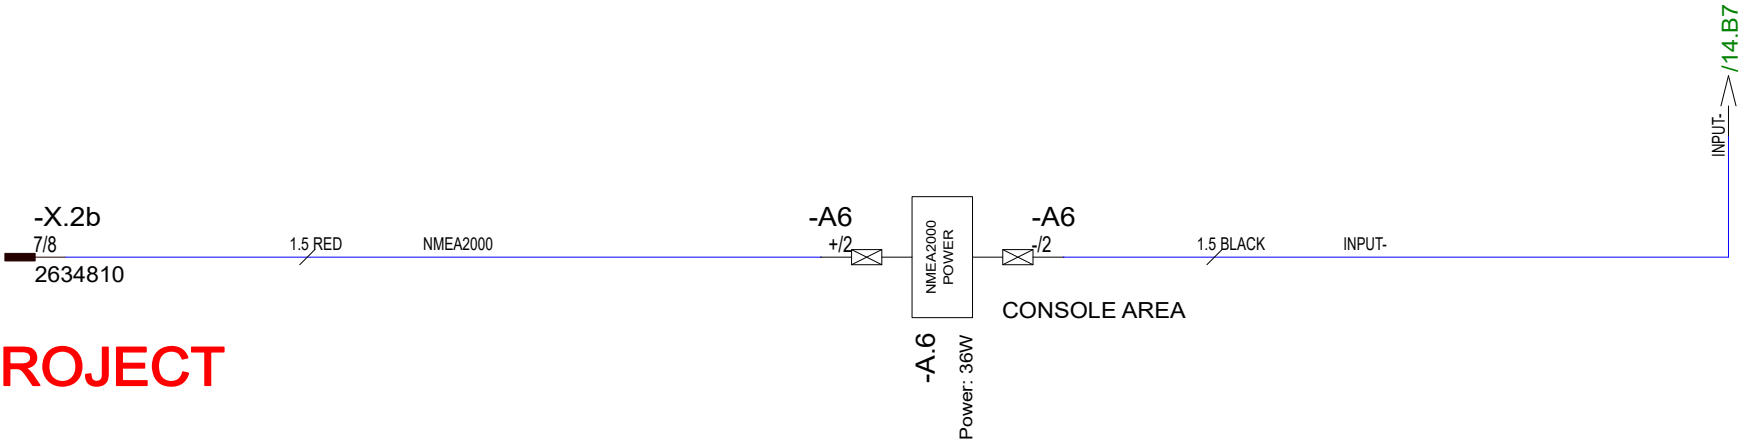 /14.B7
INPUT-
-X.2b
7/8
2634810
1.5 RED
NMEA2000
-A6
+/2
NMEA2000
POWER
-A6
-/2
1.5 BLACK
INPUT-
CONSOLE AREA
-A.6
Power: 36W
ROJECT